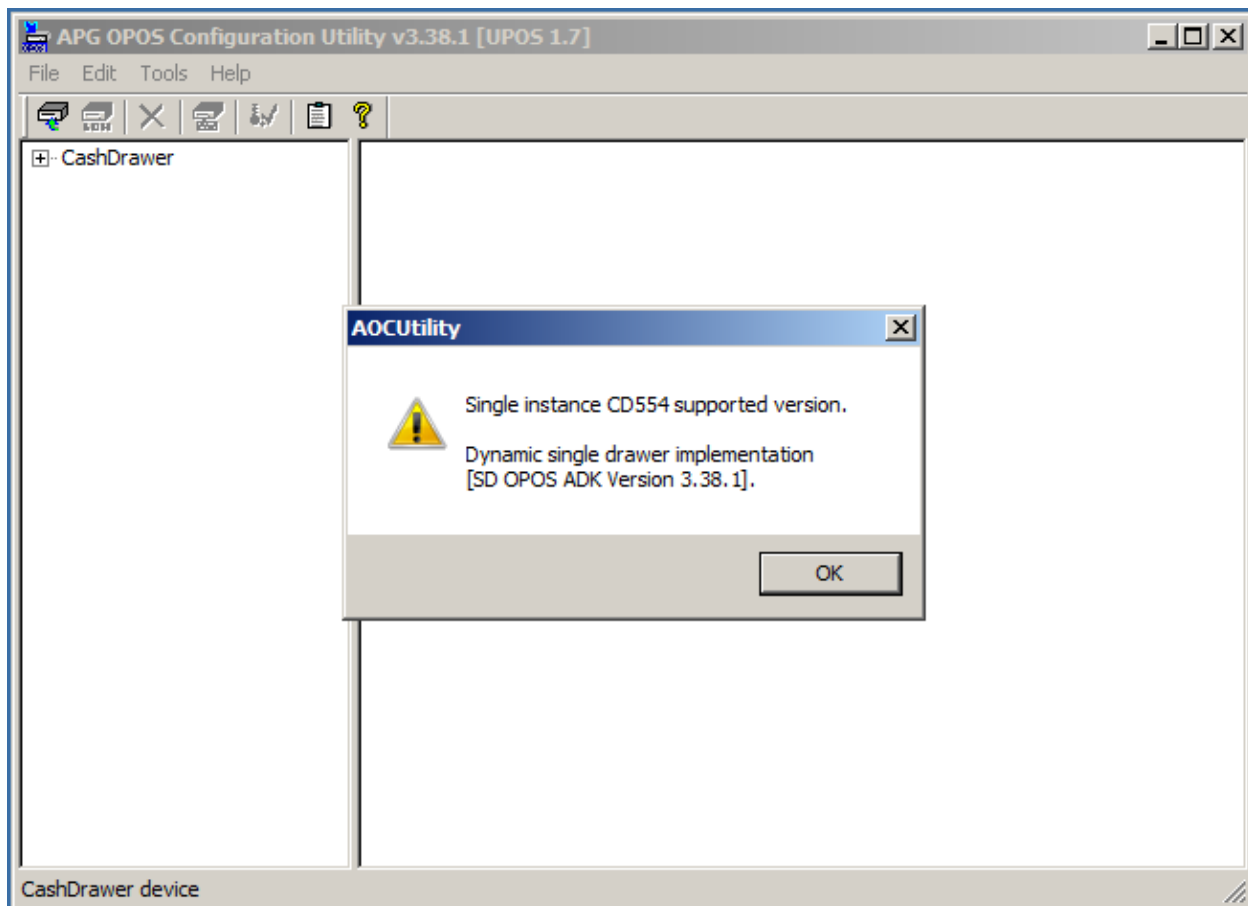 APG OPOS Configuration Utility v3.38.1 [UPOS 1.7]
File Edit Tools Help
CashDrawer
AOCUtility
Single instance CD554 supported version.
Dynamic single drawer implementation
[SD OPOS ADK Version 3.38.1].
OK
CashDrawer device